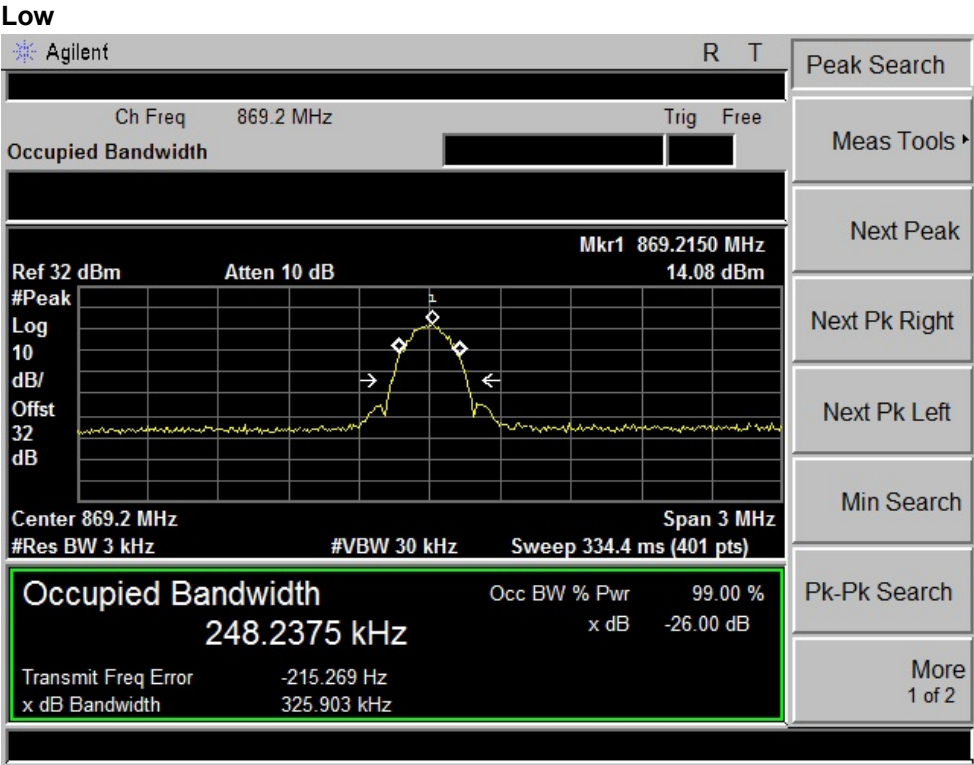 Low
Agilent R T
Peak Search
Ch Freq 869.2 MHz Trig Free
Occupied Bandwidth
Meas Tools
Next Peak
Mkr1 869.2150 MHz
Ref 32 dBm Atten 10 dB 14.08 dBm
#Peak
1
Log
10
dB/
Offst
32
dB
Next Pk Right
Next Pk Left
Center 869.2 MHz Span 3 MHz
#Res BW 3 kHz #VBW 30 kHz Sweep 334.4 ms (401 pts)
Min Search
Occupied Bandwidth Occ BW % Pwr 99.00 %
248.2375 kHz x dB -26.00 dB
Transmit Freq Error -215.269 Hz
x dB Bandwidth 325.903 kHz
Pk-Pk Search
More
1 of 2